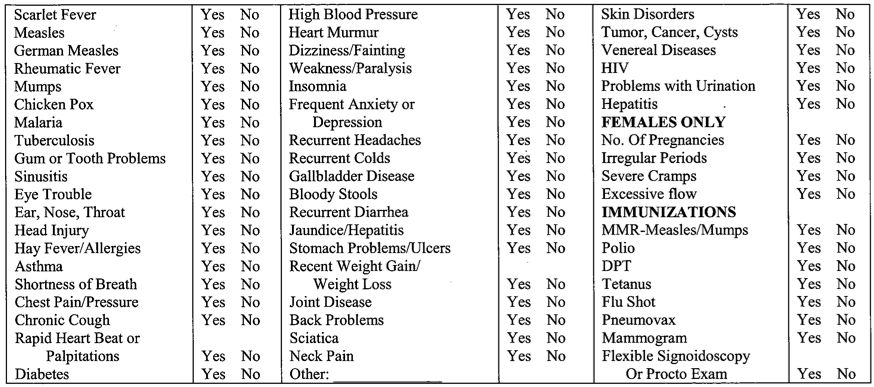 Scarlet Fever Yes No
Measles Yes No
German Measles Yes No
Rheumatic Fever Yes No
Mumps Yes No
Chicken Pox Yes No
Malaria Yes No
Tuberculosis Yes No
Gum or Tooth Problems Yes No
Sinusitis Yes No
Eye Trouble Yes No
Ear, Nose, Throat Yes No
Head Injury Yes No
Hay Fever/Allergies Yes No
Asthma Yes No
Shortness of Breath Yes No
Chest Pain/Pressure Yes No
Chronic Cough Yes No
Rapid Heart Beat or
Palpitations Yes No
Diabetes Yes No
High Blood Pressure Yes No
Heart Murmur Yes No
Dizziness/Fainting Yes No
Weakness/Paralysis Yes No
Insomnia Yes No
Frequent Anxiety or Yes No
Depression Yes No
Recurrent Headaches Yes No
Recurrent Colds Yes No
Gallbladder Disease Yes No
Bloody Stools Yes No
Recurrent Diarrhea Yes No
Jaundice/Hepatitis Yes No
Stomach Problems/Ulcers Yes No
Recent Weight Gain/
Weight Loss Yes No
Joint Disease Yes No
Back Problems Yes No
Sciatica Yes No
Neck Pain Yes No
Other:
Skin Disorders Yes No
Tumor, Cancer, Cysts Yes No
Venereal Diseases Yes No
HIV Yes No
Problems with Urination Yes No
Hepatitis Yes No
FEMALES ONLY
No. Of Pregnancies Yes No
Irregular Periods Yes No
Severe Cramps Yes No
Excessive flow Yes No
IMMUNIZATIONS
MMR-Measles/Mumps Yes No
Polio Yes No
DPT Yes No
Tetanus Yes No
Flu Shot Yes No
Pneumovax Yes No
Mammogram Yes No
Flexible Signoidoscopy
Or Procto Exam Yes No